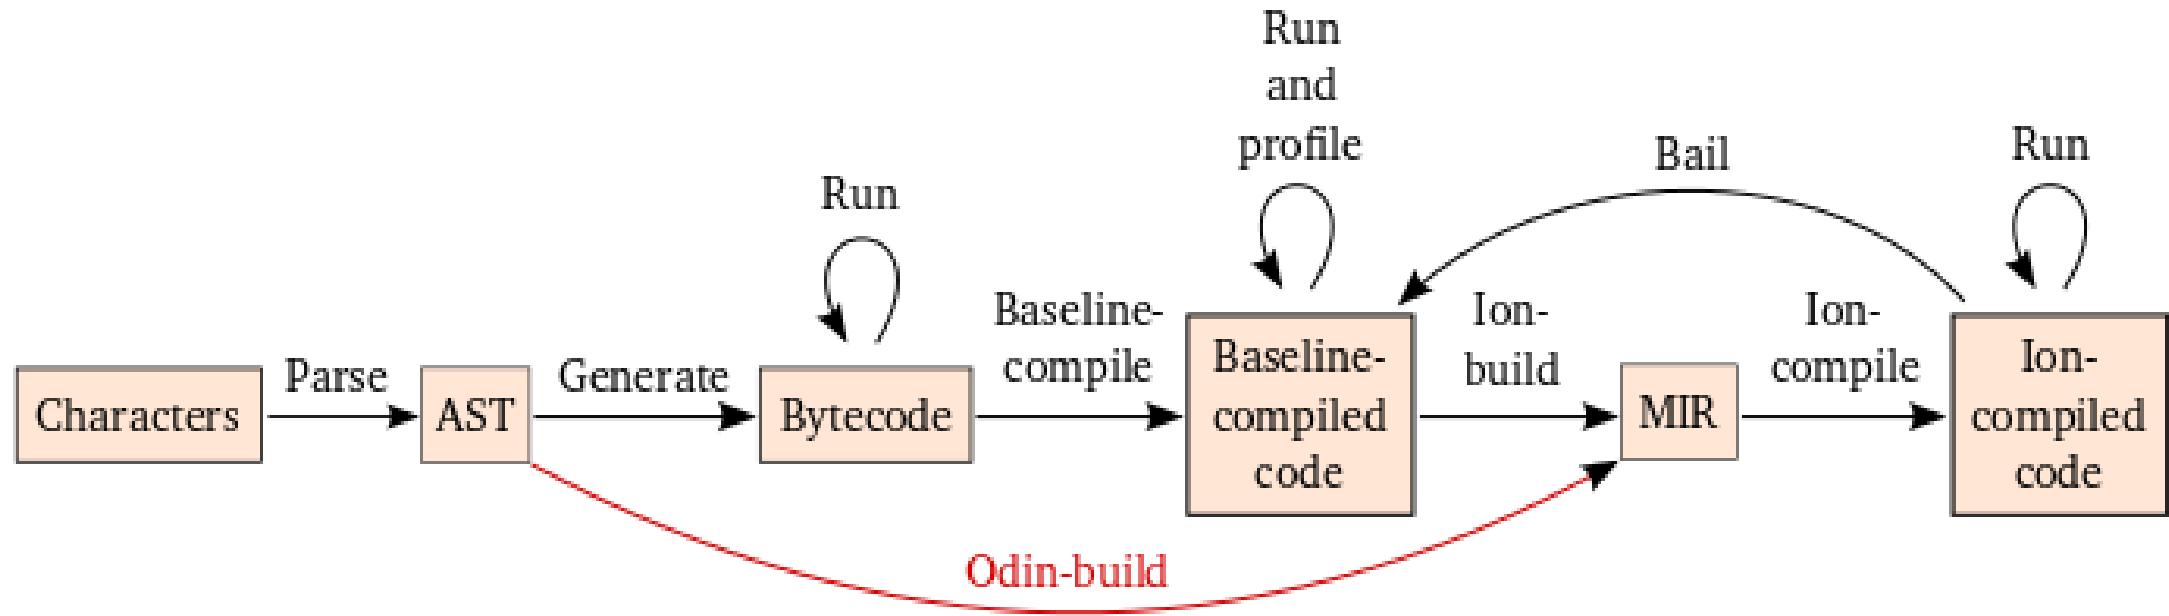 Run
and
profile
Bail
Run
Run
Baseline-
compile
Ion-
build
Ion-
compile
Parse
Generate
Characters
AST
Bytecode
Baseline-
compiled
code
MIR
Ion-
compiled
code
Odin-build